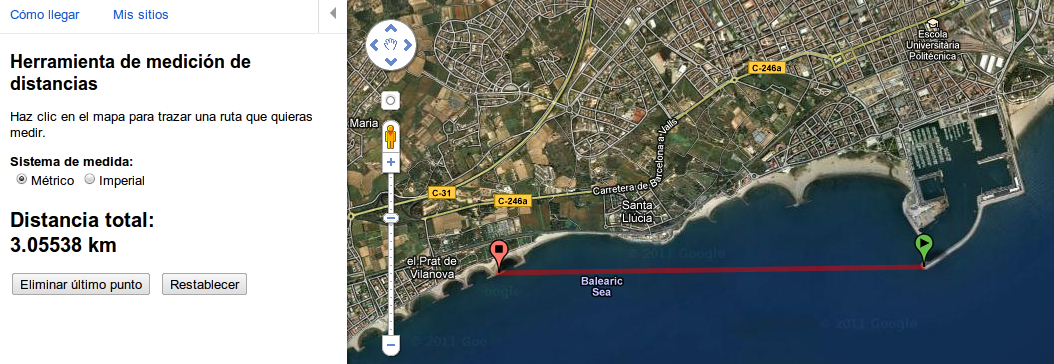 Cómo llegar
Mis sitios
Herramienta de medición de
distancias
Haz clic en el mapa para trazar una ruta que quieras
medir.
Sistema de medida:
Métrico
Imperial
Distancia total:
3.05538 km
Eliminar último punto
Restablecer
Escola
Universitària
Politècnica
C-246a
Maria
Carretera de Barcelona a Valls
C-31
C-246a
Santa
Llúcia
el Prat de
Vilanova
Balearic
Sea
© 2011 Google
Google
© 2011 Google
© 2011 Goo